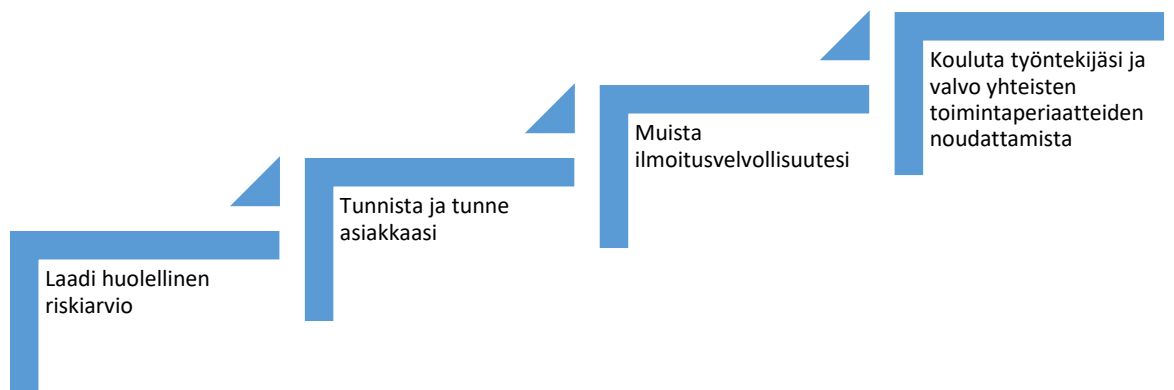 Laadi huolellinen
riskiarvio
Tunnista ja tunne
asiakkaasi
Muista
ilmoitusvelvollisuutesi
Kouluta työntekijäsi ja
valvo yhteisten
toimintaperiaatteiden
noudattamista